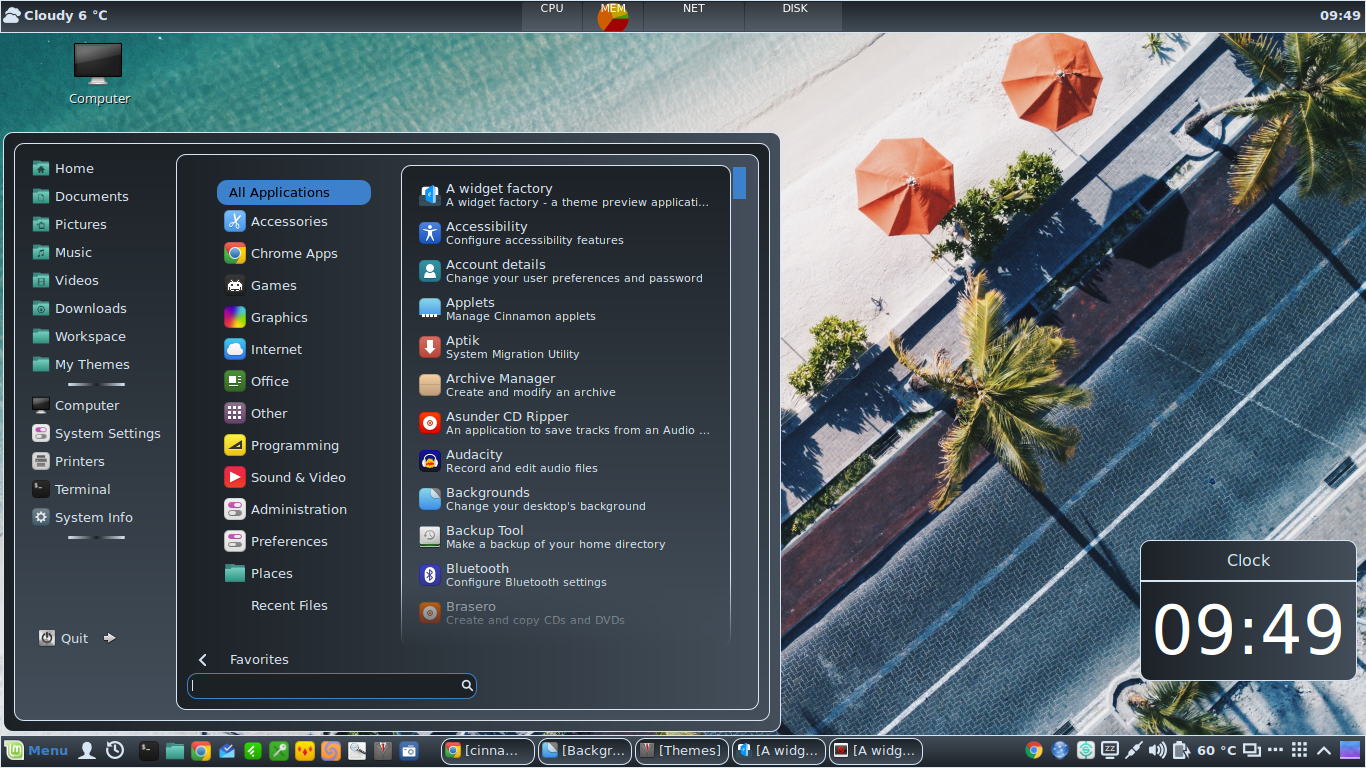 Cloudy 6 °C
CPU
MEM
NET
DISK
09:49
Computer
Home
Documents
Pictures
Music
Videos
Downloads
Workspace
My Themes
Computer
System Settings
Printers
Terminal
System Info
Quit
All Applications
Accessories
Chrome Apps
Games
Graphics
Internet
Office
Other
Programming
Sound & Video
Administration
Preferences
Places
Recent Files
Favorites
A widget factory
A widget factory - a theme preview applicati...
Accessibility
Configure accessibility features
Account details
Change your user preferences and password
Applets
Manage Cinnamon applets
Aptik
System Migration Utility
Archive Manager
Create and modify an archive
Asunder CD Ripper
An application to save tracks from an Audio ...
Audacity
Record and edit audio files
Backgrounds
Change your desktop's background
Backup Tool
Make a backup of your home directory
Bluetooth
Configure Bluetooth settings
Brasero
Create and copy CDs and DVDs
Clock
09:49
Menu
[cinna...
[Backgr...
[Themes]
[A widg...
[A widg...
60 °C